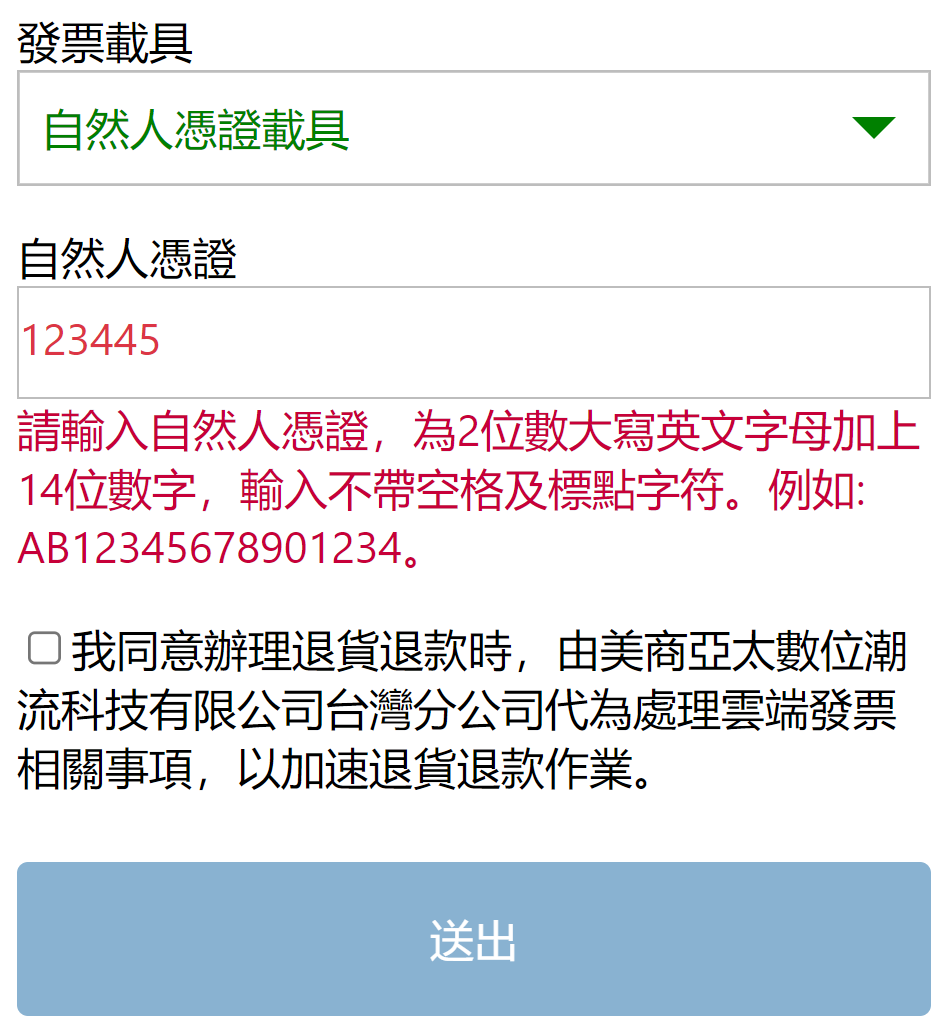 發票載具
自然人憑證載具
自然人憑證
123445
請輸入自然人憑證，為2位數大寫英文字母加上
14位數字，輸入不帶空格及標點字符。例如:
AB12345678901234。
我同意辦理退貨退款時，由美商亞太數位潮
流科技有限公司台灣分公司代為處理雲端發票
相關事項，以加速退貨退款作業。
送出